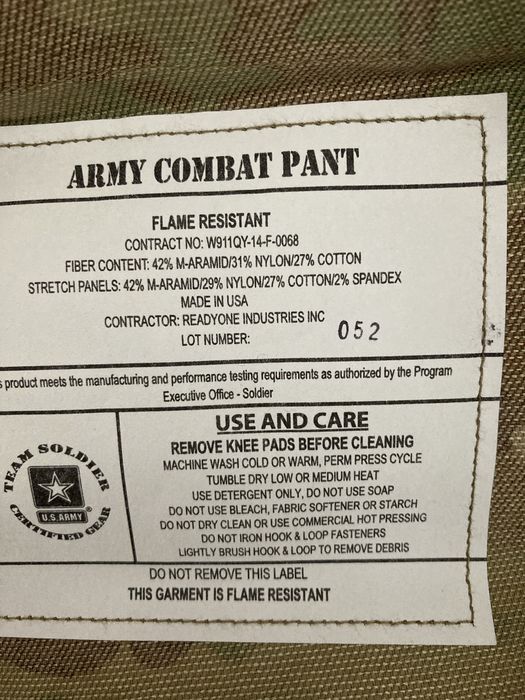 ARMY COMBAT PANT
FLAME RESISTANT
CONTRACT NO: W911QY-14-F-0068
FIBER CONTENT: 42% M-ARAMID/31% NYLON/27% COTTON
STRETCH PANELS: 42% M-ARAMID/29% NYLON/27% COTTON/2% SPANDEX
MADE IN USA
CONTRACTOR: READYONE INDUSTRIES INC
LOT NUMBER: 052
s product meets the manufacturing and performance testing requirements as authorized by the Program
Executive Office - Soldier
TEAM SOLDIER
U.S.ARMY
®
CERTIFIED GEAR
USE AND CARE
REMOVE KNEE PADS BEFORE CLEANING
MACHINE WASH COLD OR WARM, PERM PRESS CYCLE
TUMBLE DRY LOW OR MEDIUM HEAT
USE DETERGENT ONLY, DO NOT USE SOAP
DO NOT USE BLEACH, FABRIC SOFTENER OR STARCH
DO NOT DRY CLEAN OR USE COMMERCIAL HOT PRESSING
DO NOT IRON HOOK & LOOP FASTENERS
LIGHTLY BRUSH HOOK & LOOP TO REMOVE DEBRIS
DO NOT REMOVE THIS LABEL
THIS GARMENT IS FLAME RESISTANT